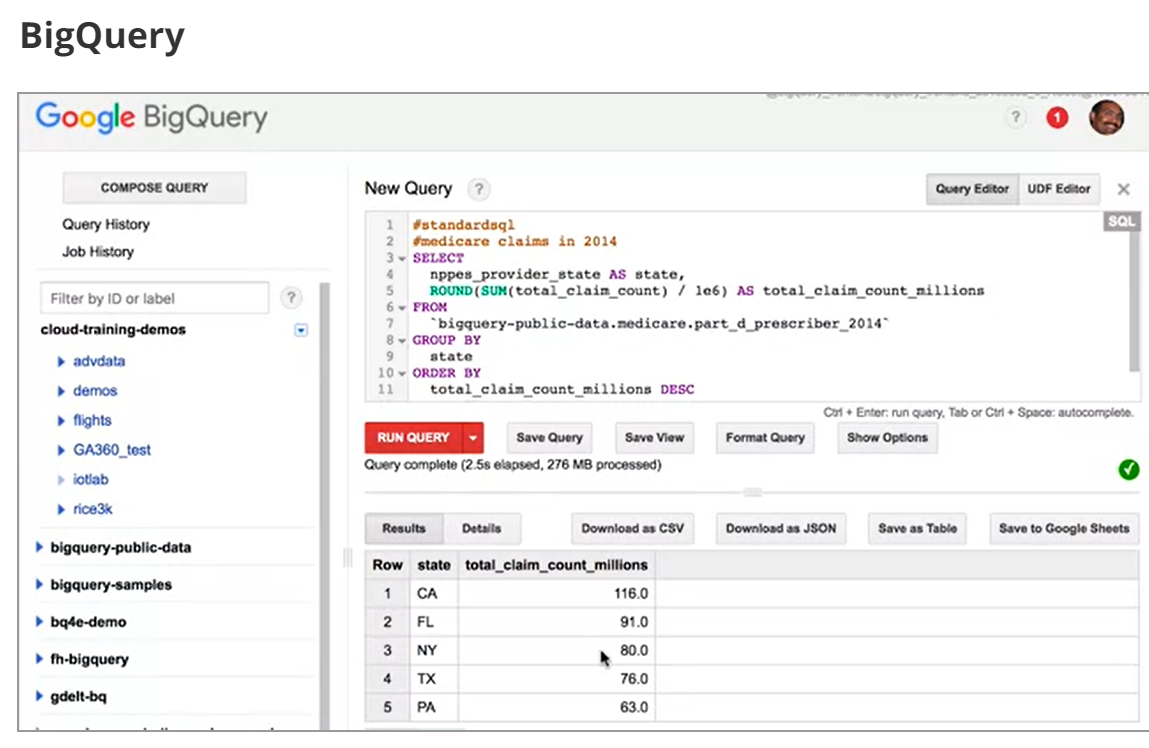 BigQuery
Google BigQuery
? 1
COMPOSE QUERY
Query History
Job History
Filter by ID or label ?
cloud-training-demos
advdata
demos
flights
GA360_test
iotlab
rice3k
bigquery-public-data
bigquery-samples
bq4e-demo
fh-bigquery
gdelt-bq
New Query ? Query Editor UDF Editor ×
SQL
1 #standardsql
2 #medicare claims in 2014
3 SELECT
4 nppes_provider_state AS state,
5 ROUND(SUM(total_claim_count) / 1e6) AS total_claim_count_millions
6 FROM
7 `bigquery-public-data.medicare.part_d_prescriber_2014`
8 GROUP BY
9 state
10 ORDER BY
11 total_claim_count_millions DESC
Ctrl + Enter: run query, Tab or Ctrl + Space: autocomplete.
RUN QUERY Save Query Save View Format Query Show Options
Query complete (2.5s elapsed, 276 MB processed)
Results Details Download as CSV Download as JSON Save as Table Save to Google Sheets
Row state total_claim_count_millions
1 CA 116.0
2 FL 91.0
3 NY 80.0
4 TX 76.0
5 PA 63.0